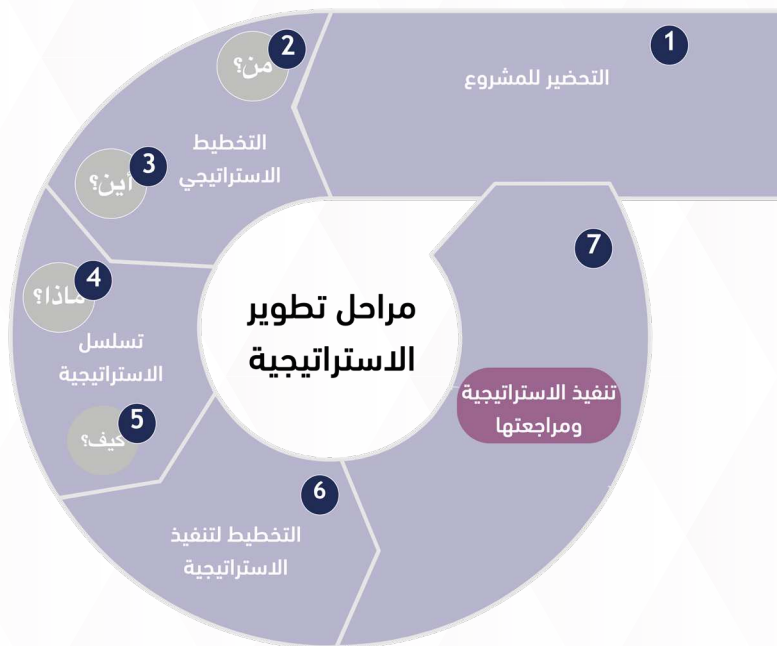 1
التحضير للمشروع
2
من؟
التخطيط
الاستراتيجي
3
أين؟
4
ماذا؟
تسلسل
الاستراتيجية
5
كيف؟
6
التخطيط لتنفيذ
الاستراتيجية
7
تنفيذ الاستراتيجية
ومراجعتها
مراحل تطوير
الاستراتيجية